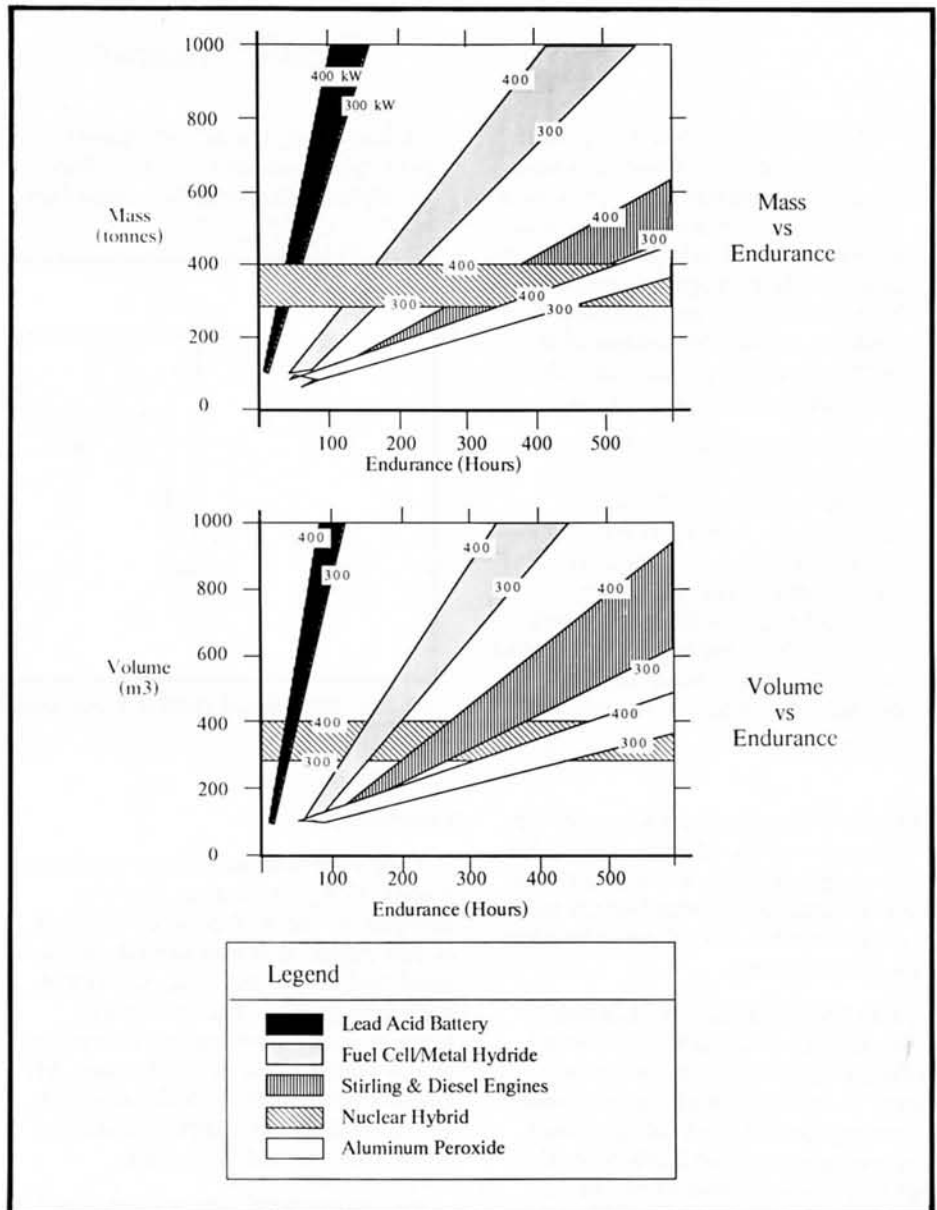 1000
800
600
Mass
(tonnes)
400
200
0
400 kW
300 kW
400
300
400
300
400
400
300
300
100 200 300 400 500
Endurance (Hours)
Mass
vs
Endurance
1000
800
600
Volume
(m3)
400
200
0
400
300
400
300
400
300
400
400
300
300
100 200 300 400 500
Endurance (Hours)
Volume
vs
Endurance
Legend
Lead Acid Battery
Fuel Cell/Metal Hydride
Stirling & Diesel Engines
Nuclear Hybrid
Aluminum Peroxide